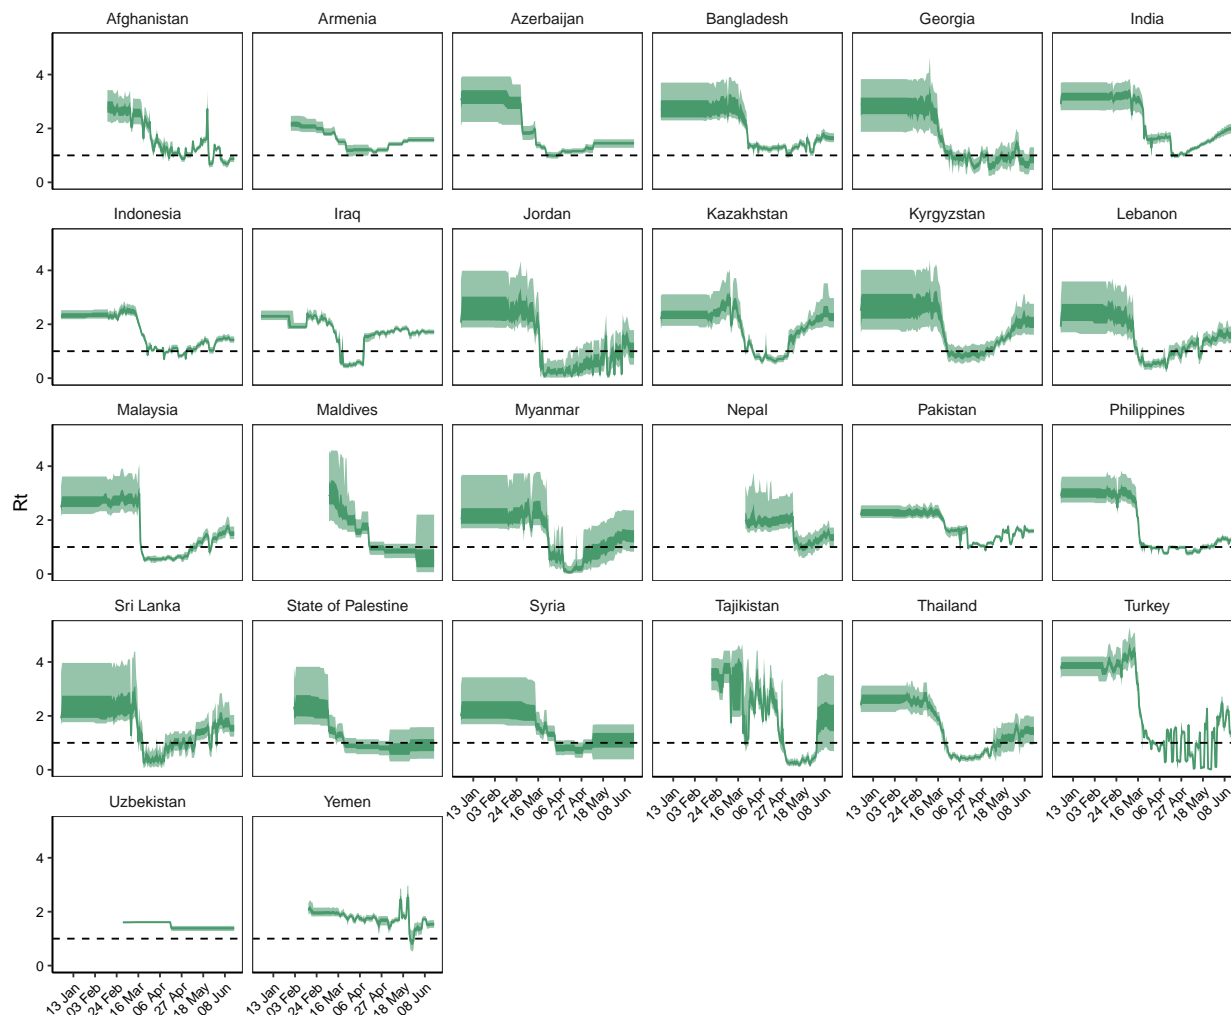 Afghanistan Armenia Azerbaijan Bangladesh Georgia India
4
2
0
Indonesia Iraq Jordan Kazakhstan Kyrgyzstan Lebanon
4
2
0
Malaysia Maldives Myanmar Nepal Pakistan Philippines
4
2
0
Rt
Sri Lanka State of Palestine Syria Tajikistan Thailand Turkey
4
2
0
13 Jan 03 Feb 24 Feb 16 Mar 06 Apr 27 Apr 18 May 08 Jun 13 Jan 03 Feb 24 Feb 16 Mar 06 Apr 27 Apr 18 May 08 Jun 13 Jan 03 Feb 24 Feb 16 Mar 06 Apr 27 Apr 18 May 08 Jun 13 Jan 03 Feb 24 Feb 16 Mar 06 Apr 27 Apr 18 May 08 Jun
Uzbekistan Yemen
4
2
0
13 Jan 03 Feb 24 Feb 16 Mar 06 Apr 27 Apr 18 May 08 Jun 13 Jan 03 Feb 24 Feb 16 Mar 06 Apr 27 Apr 18 May 08 Jun